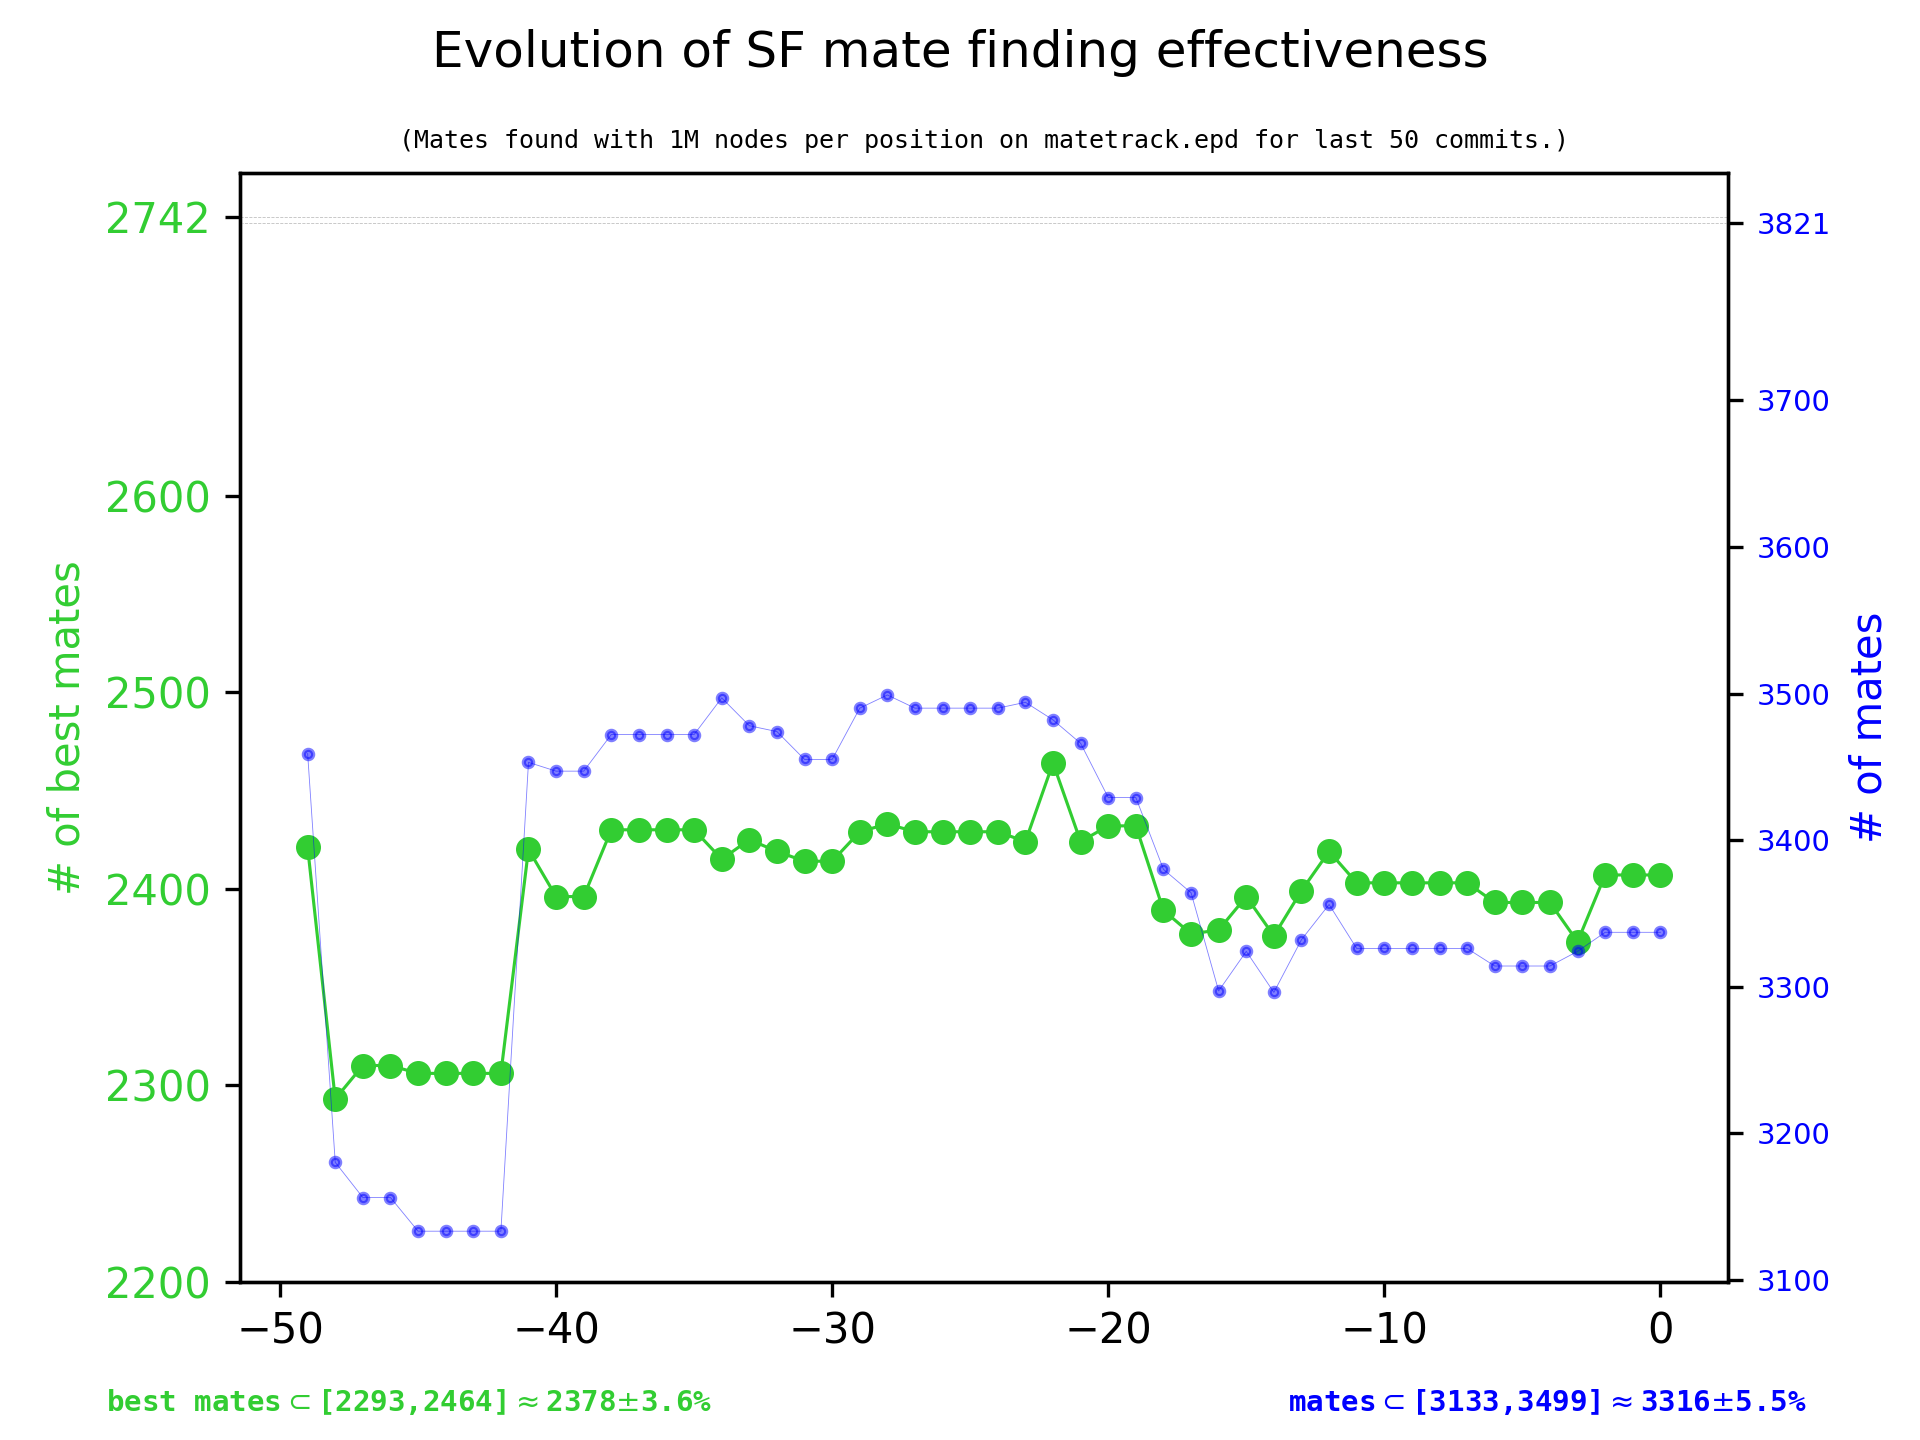 Evolution of SF mate finding effectiveness
(Mates found with 1M nodes per position on matetrack.epd for last 50 commits.)
# of best mates
2742
2600
2500
2400
2300
2200
3821
3700
3600
3500
3400
3300
3200
3100
# of mates
−50 −40 −30 −20 −10 0
best mates ⊂ [2293,2464] ≈ 2378±3.6%
mates ⊂ [3133,3499] ≈ 3316±5.5%